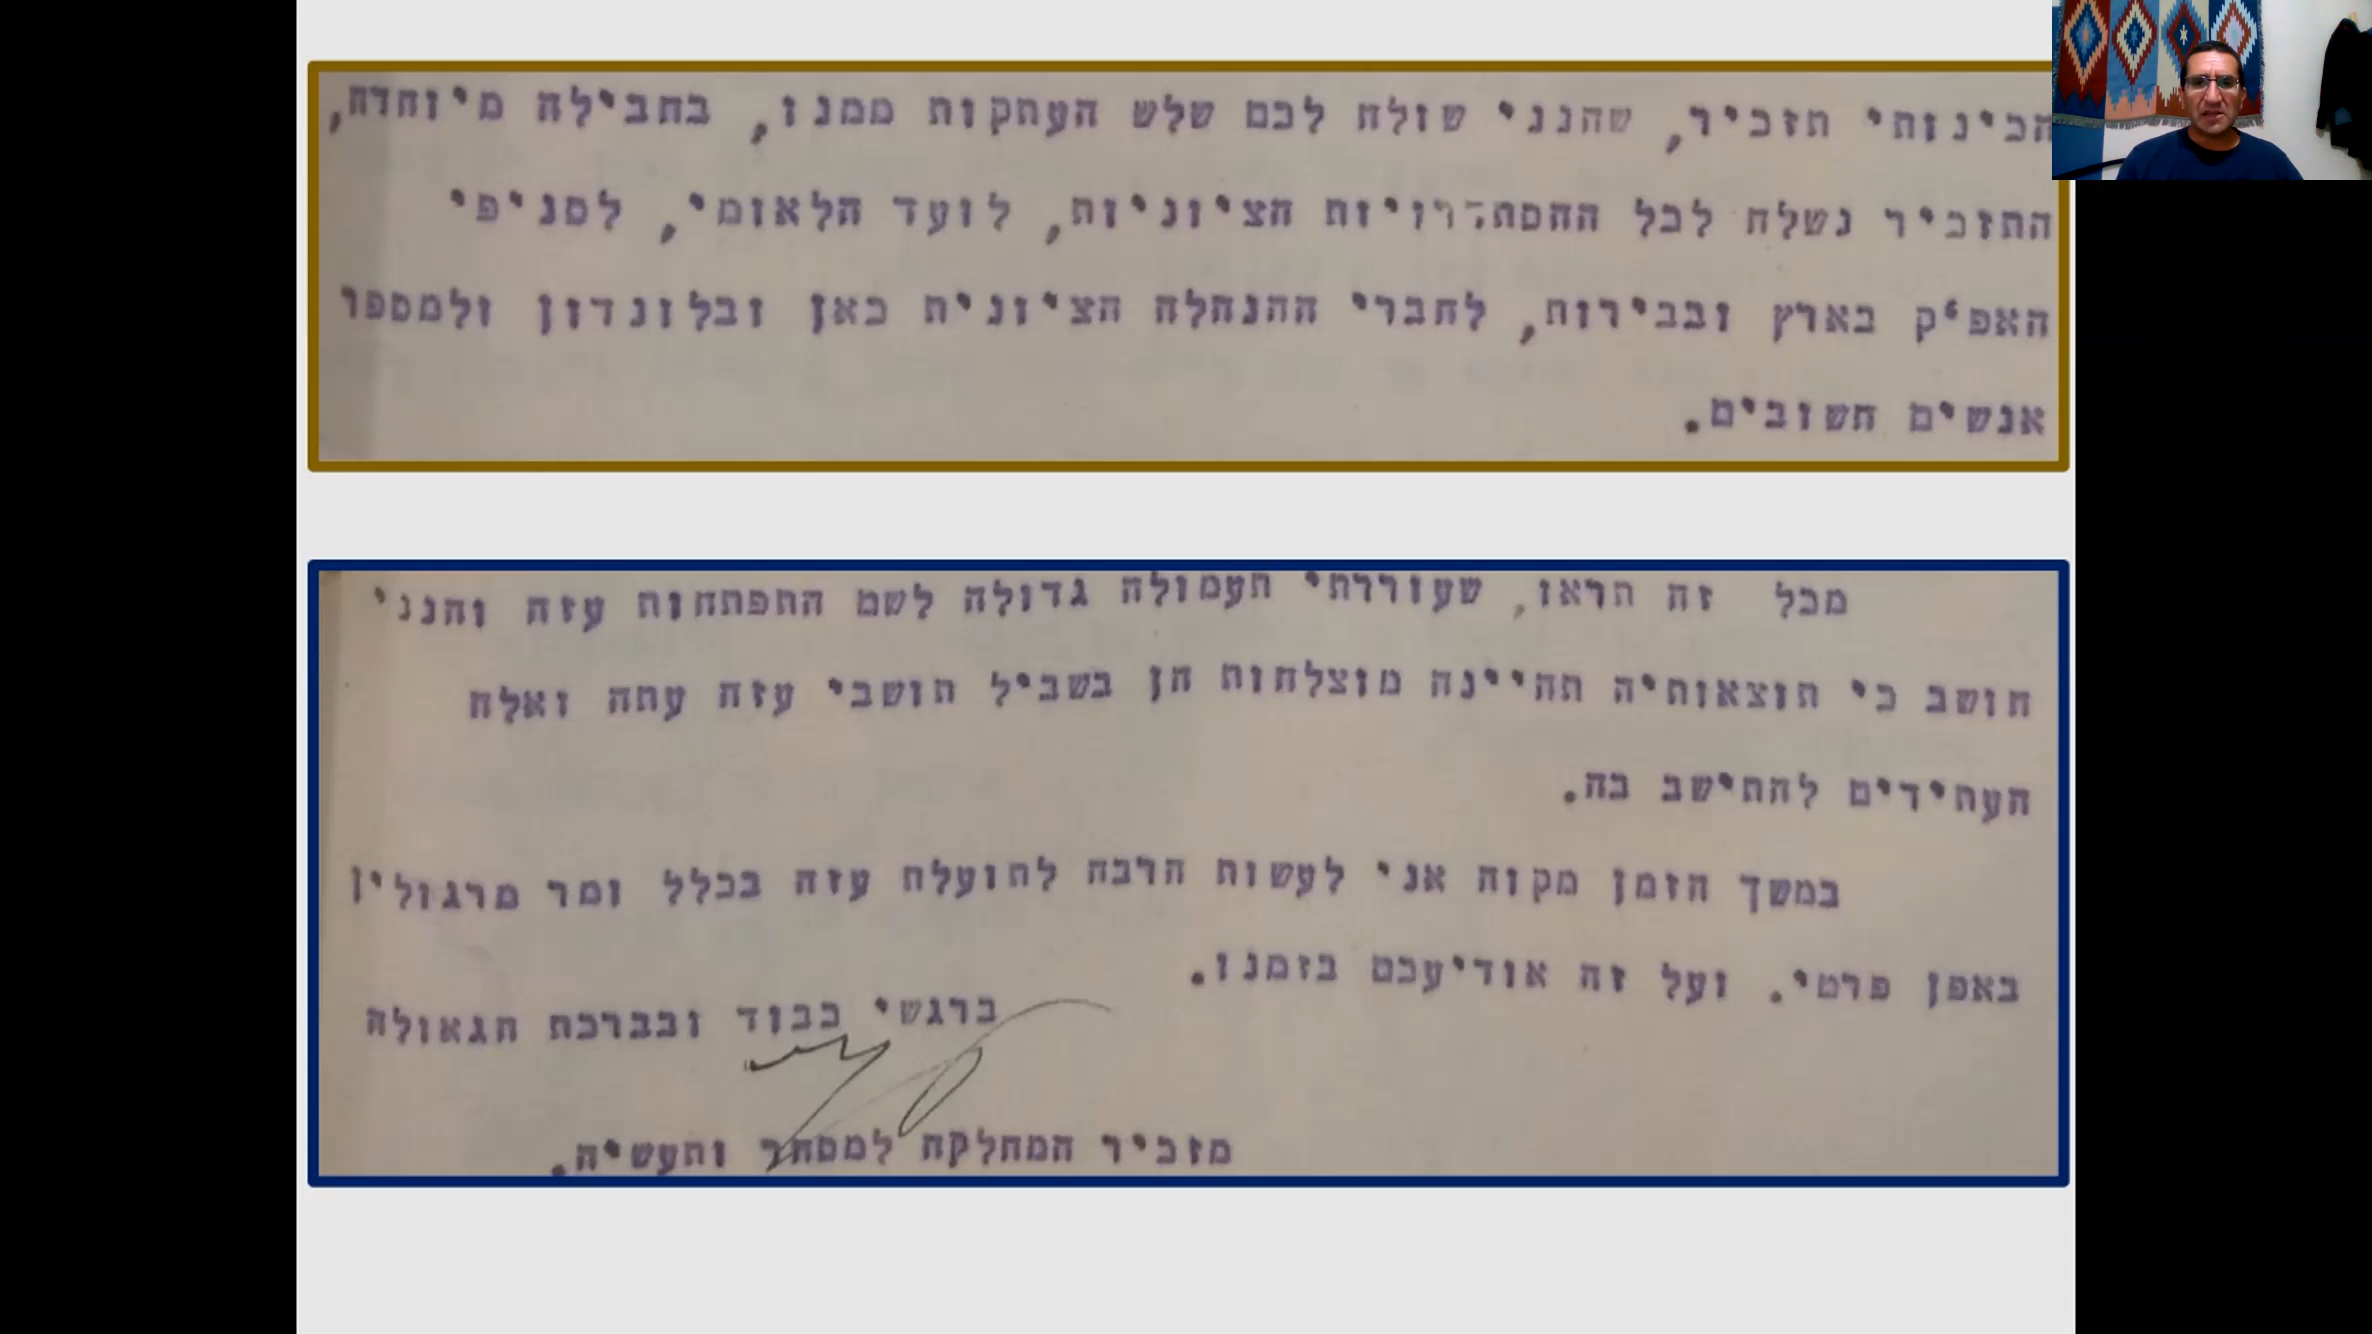 הכינותי תזכיר, שהנני שולח לכם שלש העתקות ממנו, בחבילה מיוחדה,
התזכיר נשלח לכל ההסתדרויות הציוניות, לועד הלאומי, לסניפי
האפ״ק בארץ ובבירות, לחברי ההנהלה הציונית כאן ובלונדון ולמספר
אנשים חשובים.
מכל זה תראו, שעוררתי תעמולה גדולה לשם התפתחות עזה והנני
חושב כי תוצאותיה תהיינה מוצלחות הן בשביל תושבי עזה עתה ואלה
העתידים להתישב בה.
במשך הזמן מקוה אני לעשות הרבה לתועלת עזה בכלל ומר מרגולין
באפן פרטי. ועל זה אודיעכם בזמנו.
ברגשי כבוד ובברכת הגאולה
מזכיר המחלקה למסחר ותעשיה.